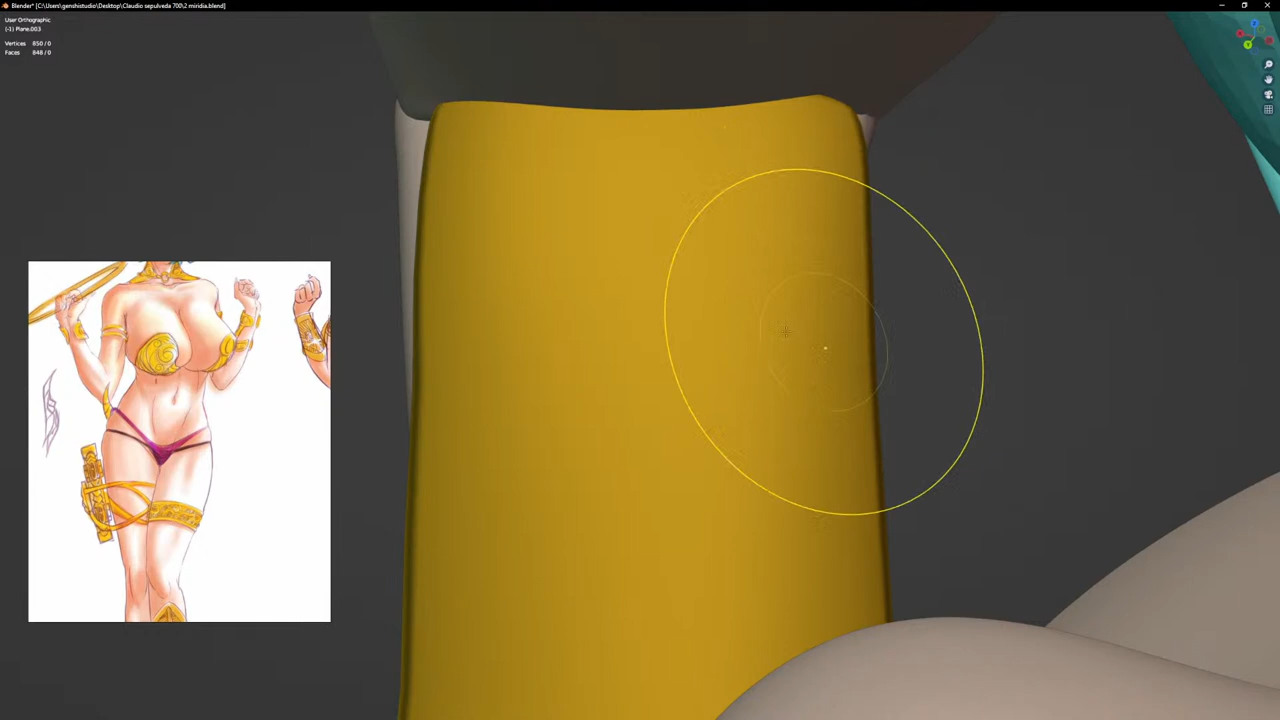 Blender* [C:\Users\genshistudio\Desktop\Claudio sepulveda 700\2 miridia.blend]
User Orthographic
(-1) Plane.003
Vertices 850/0
Faces 848/0